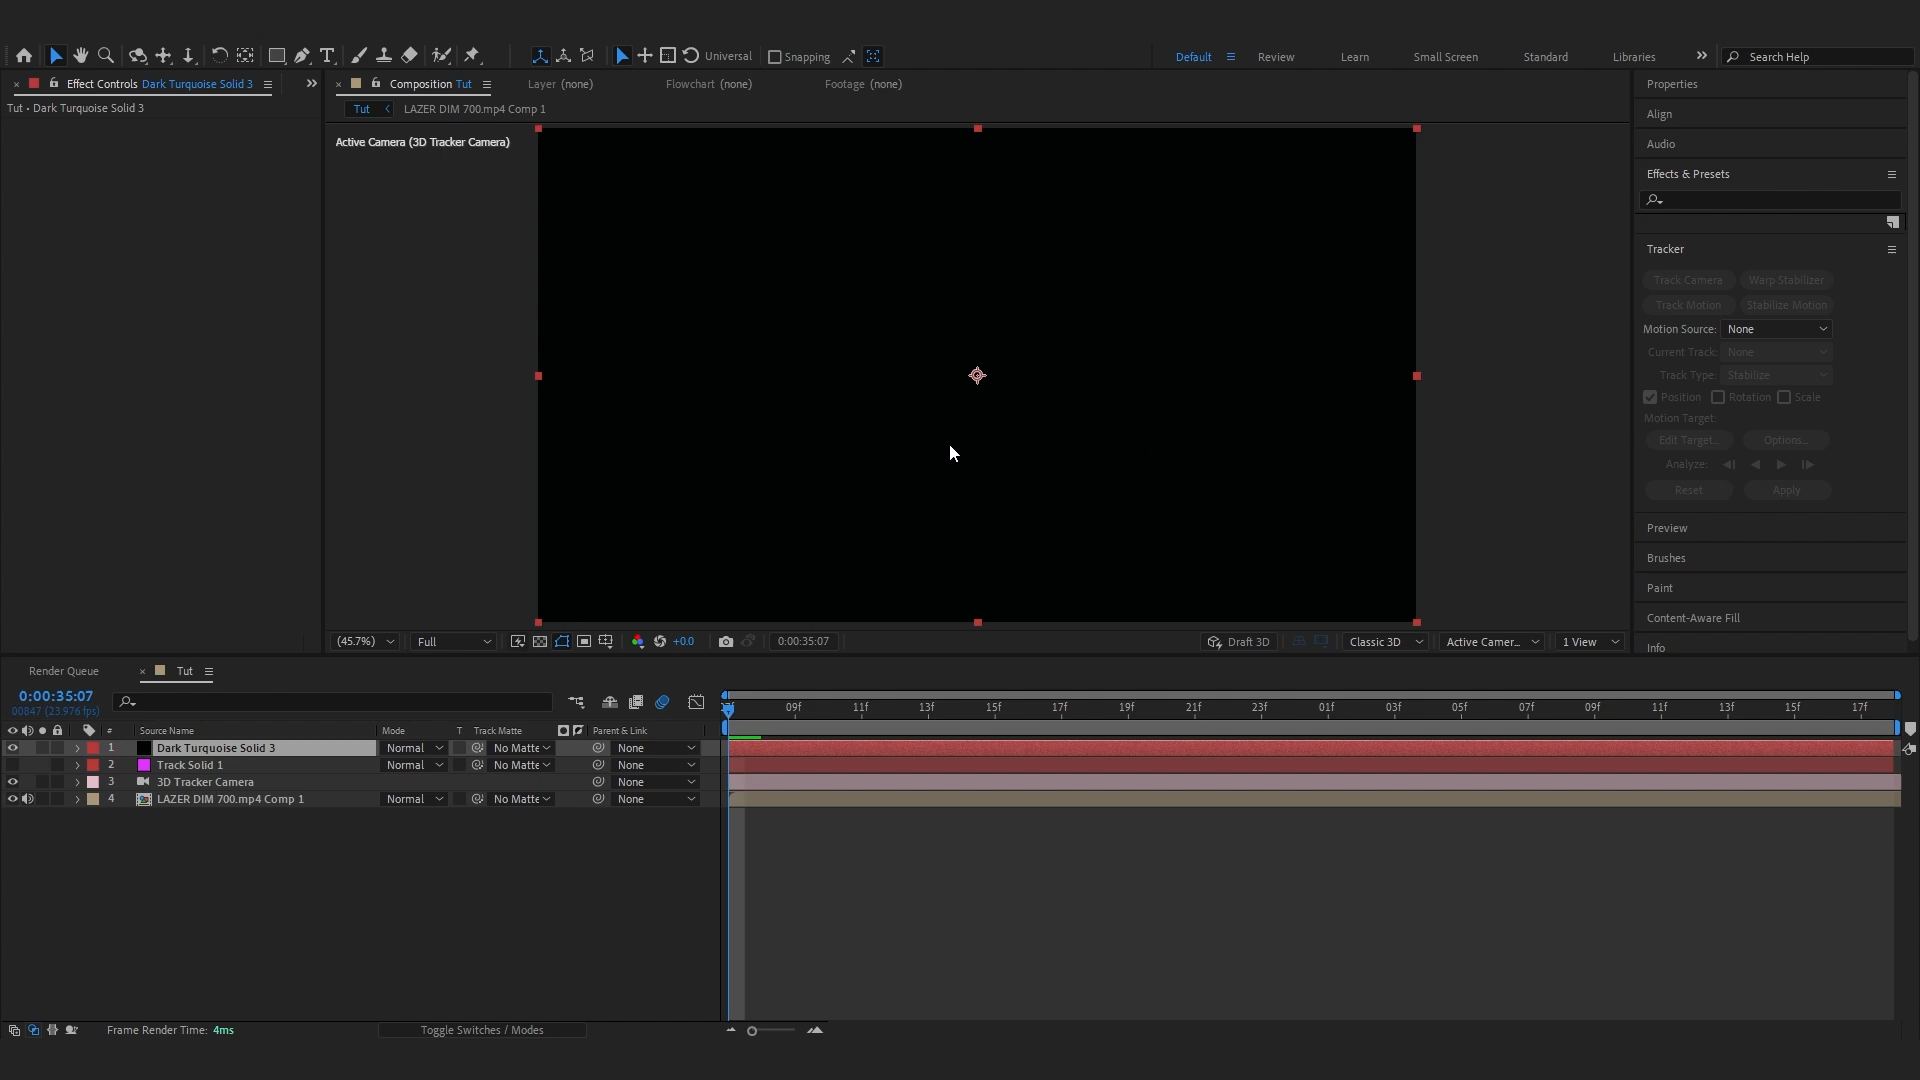 Universal
Snapping
Default
Review
Learn
Small Screen
Standard
Libraries
Search Help
Effect Controls Dark Turquoise Solid 3
Composition Tut
Layer (none)
Flowchart (none)
Footage (none)
Properties
Tut • Dark Turquoise Solid 3
Tut
LAZER DIM 700.mp4 Comp 1
Align
Active Camera (3D Tracker Camera)
Audio
Effects & Presets
Tracker
Track Camera
Warp Stabilizer
Track Motion
Stabilize Motion
Motion Source: None
Current Track: None
Track Type: Stabilize
Position
Rotation
Scale
Motion Target:
Edit Target...
Options...
Analyze:
Reset
Apply
Preview
Brushes
Paint
Content-Aware Fill
Info
(45.7%)
Full
+0.0
0:00:35:07
Draft 3D
Classic 3D
Active Camer...
1 View
Render Queue
Tut
0:00:35:07
00847 (23.976 fps)
09f
11f
13f
15f
17f
19f
21f
23f
01f
03f
05f
07f
09f
11f
13f
15f
17f
#
Source Name
Mode
T
Track Matte
Parent & Link
1
Dark Turquoise Solid 3
Normal
No Matte
None
2
Track Solid 1
Normal
No Matte
None
3
3D Tracker Camera
None
4
LAZER DIM 700.mp4 Comp 1
Normal
No Matte
None
Frame Render Time: 4ms
Toggle Switches / Modes